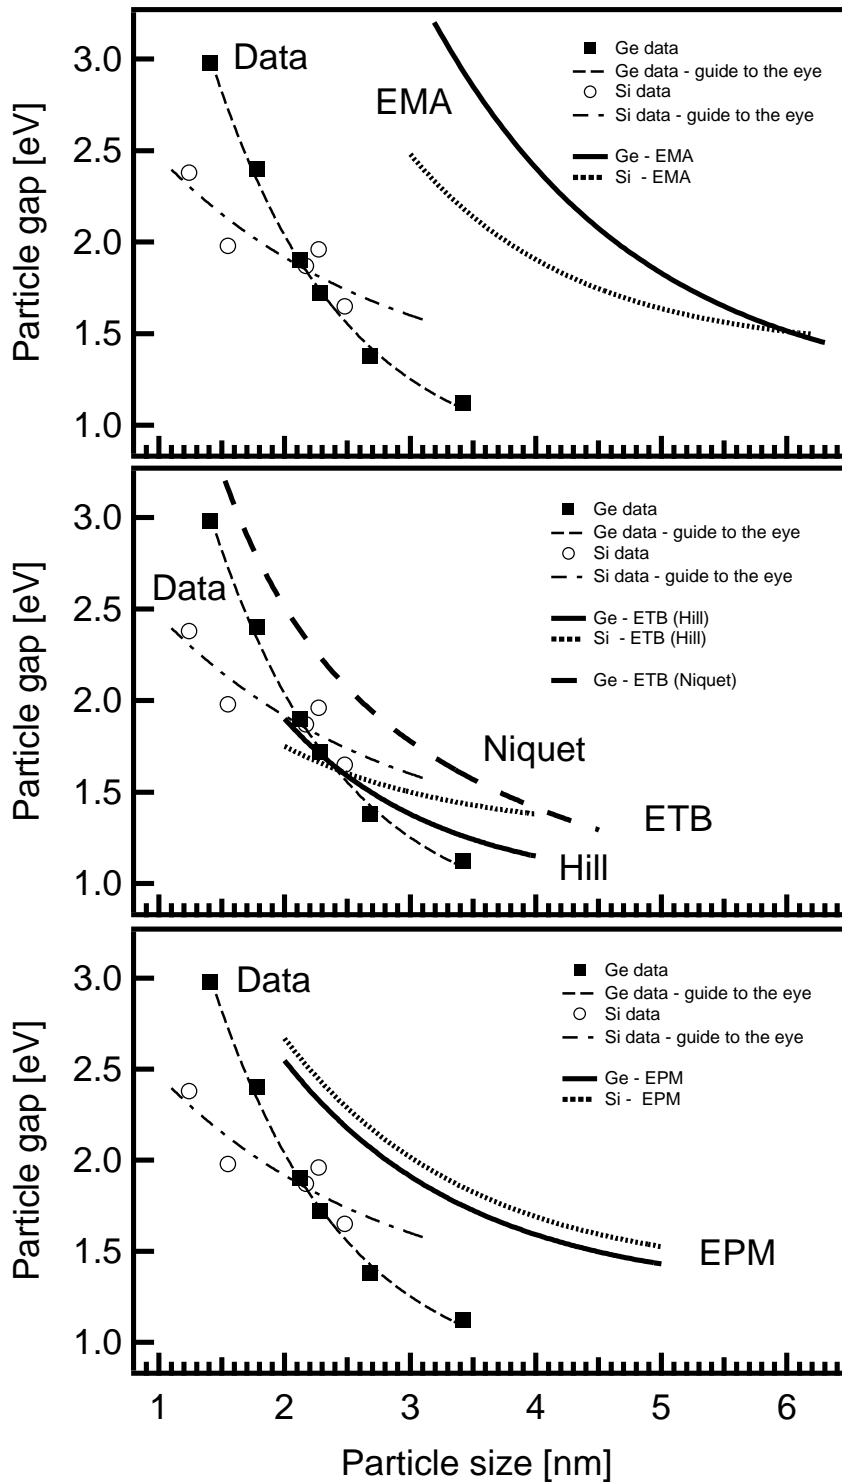 Particle gap [eV]
3.0
2.5
2.0
1.5
1.0
Data
EMA
Ge data
Ge data - guide to the eye
Si data
Si data - guide to the eye
Ge - EMA
Si - EMA
Particle gap [eV]
3.0
2.5
2.0
1.5
1.0
Data
Niquet
ETB
Hill
Ge data
Ge data - guide to the eye
Si data
Si data - guide to the eye
Ge - ETB (Hill)
Si - ETB (Hill)
Ge - ETB (Niquet)
Particle gap [eV]
3.0
2.5
2.0
1.5
1.0
Data
EPM
Ge data
Ge data - guide to the eye
Si data
Si data - guide to the eye
Ge - EPM
Si - EPM
1 2 3 4 5 6
Particle size [nm]